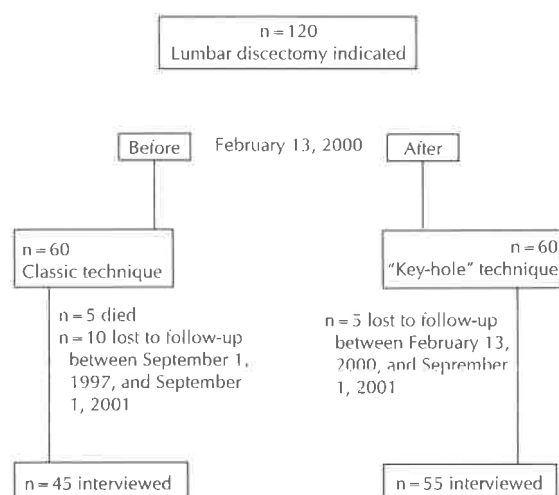 n = 120
Lumbar discectomy indicated
Before
February 13, 2000
After
n = 60
Classic technique
n = 60
"Key-hole" technique
n = 5 died
n = 10 lost to follow-up
between September 1,
1997, and September
1, 2001
n = 5 lost to follow-up
between February 13,
2000, and Seprember
1, 2001
n = 45 interviewed
n = 55 interviewed